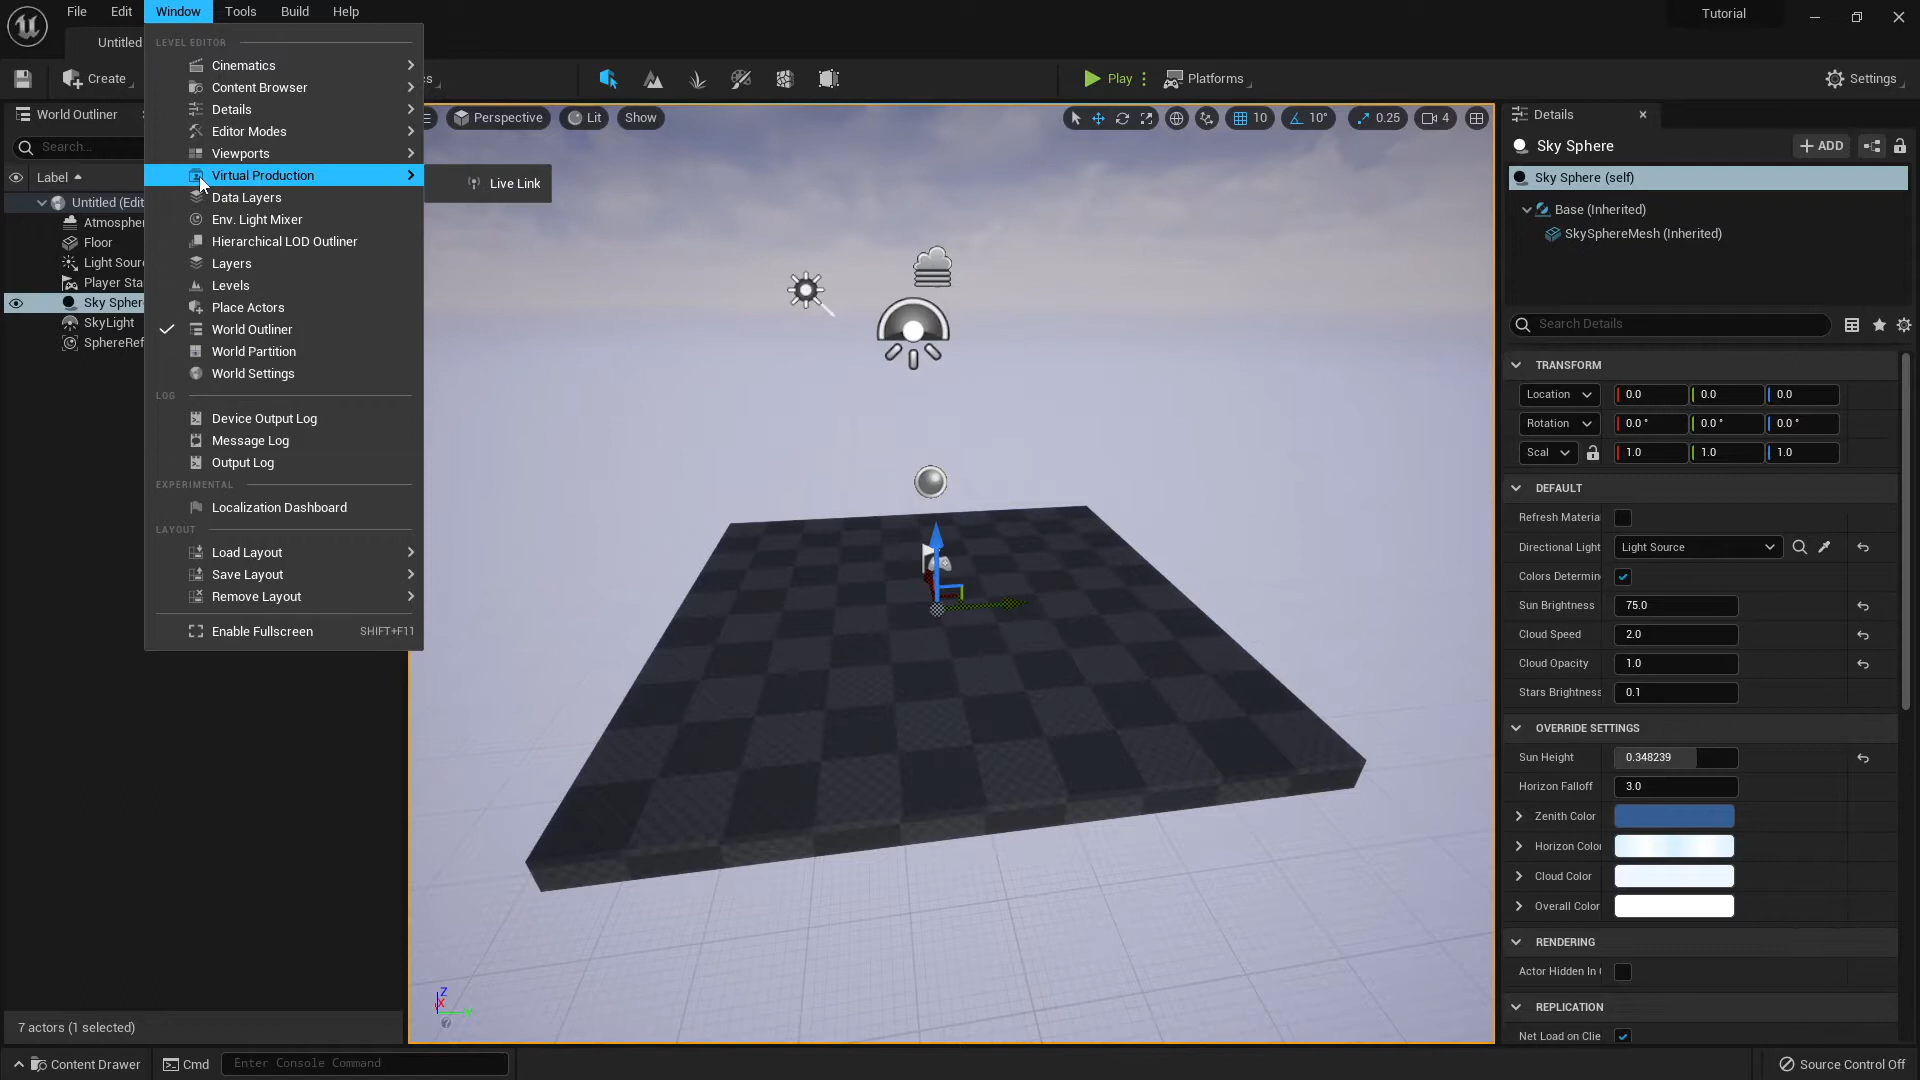 File Edit Window Tools Build Help
Tutorial
Untitled
Create
Play
Platforms
Settings
LEVEL EDITOR
Cinematics
Content Browser
Details
Editor Modes
Viewports
Virtual Production
Live Link
Data Layers
Env. Light Mixer
Hierarchical LOD Outliner
Layers
Levels
Place Actors
World Outliner
World Partition
World Settings
LOG
Device Output Log
Message Log
Output Log
EXPERIMENTAL
Localization Dashboard
LAYOUT
Load Layout
Save Layout
Remove Layout
Enable Fullscreen SHIFT+F11
World Outliner
Search...
Label
Untitled (Edit
Atmospher
Floor
Light Sour
Player Sta
Sky Spher
SkyLight
SphereRef
7 actors (1 selected)
Perspective Lit Show
10 10° 0.25 4
Z
X
Y
Details
Sky Sphere
ADD
Sky Sphere (self)
Base (Inherited)
SkySphereMesh (Inherited)
Search Details
TRANSFORM
Location 0.0 0.0 0.0
Rotation 0.0 ° 0.0 ° 0.0 °
Scal 1.0 1.0 1.0
DEFAULT
Refresh Materia
Directional Light Light Source
Colors Determin
Sun Brightness 75.0
Cloud Speed 2.0
Cloud Opacity 1.0
Stars Brightness 0.1
OVERRIDE SETTINGS
Sun Height 0.348239
Horizon Falloff 3.0
Zenith Color
Horizon Color
Cloud Color
Overall Color
RENDERING
Actor Hidden In
REPLICATION
Net Load on Clie
Content Drawer Cmd Enter Console Command Source Control Off